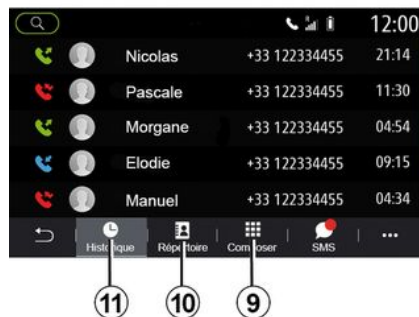 12:00
Nicolas +33 122334455 21:14
Pascale +33 122334455 11:30
Morgane +33 122334455 04:54
Elodie +33 122334455 09:15
Manuel +33 122334455 04:34
Historique Répertoire Composer SMS
11 10 9